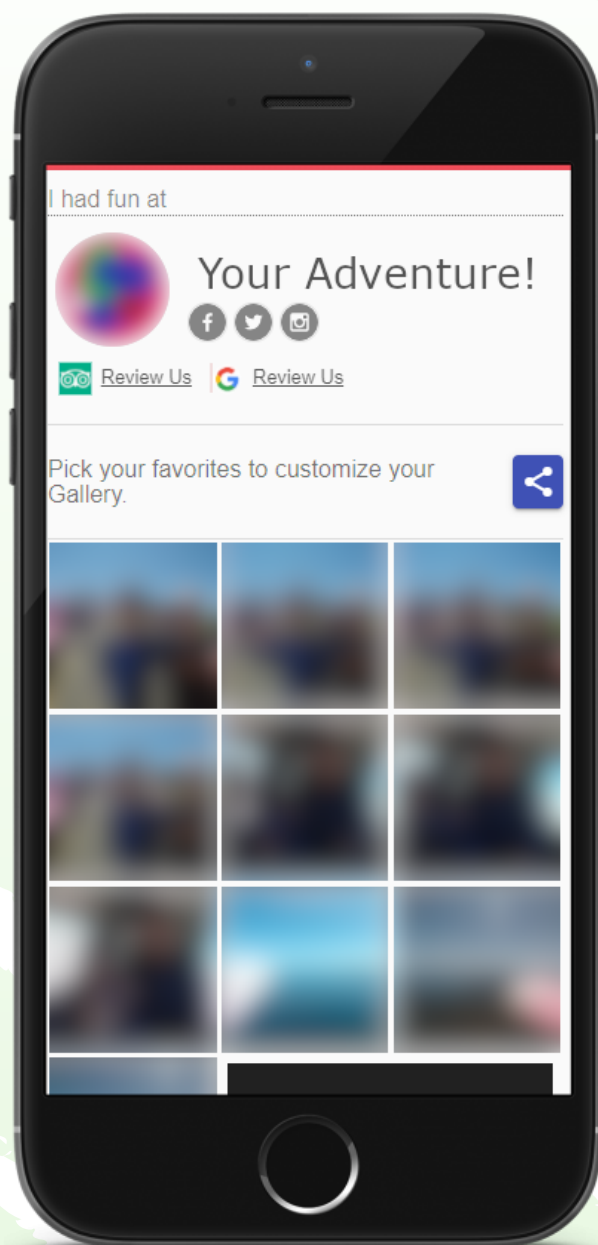 I had fun at
Your Adventure!
Review Us Review Us
Pick your favorites to customize your
Gallery.